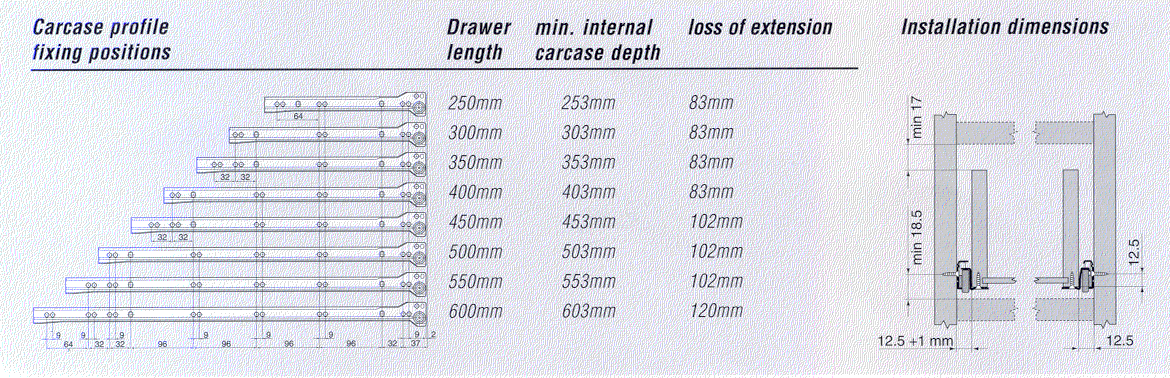 Carcase profile
fixing positions
Drawer
length
min. internal
carcase depth
loss of extension
Installation dimensions
250mm 253mm 83mm
64
300mm 303mm 83mm
350mm 353mm 83mm
32 32
400mm 403mm 83mm
450mm 453mm 102mm
32 32
500mm 503mm 102mm
550mm 553mm 102mm
600mm 603mm 120mm
9 9 9 9 9 9 9 2
64 32 32 96 96 96 96 32 37
min 17
min 18.5
12.5
12.5 +1 mm
12.5